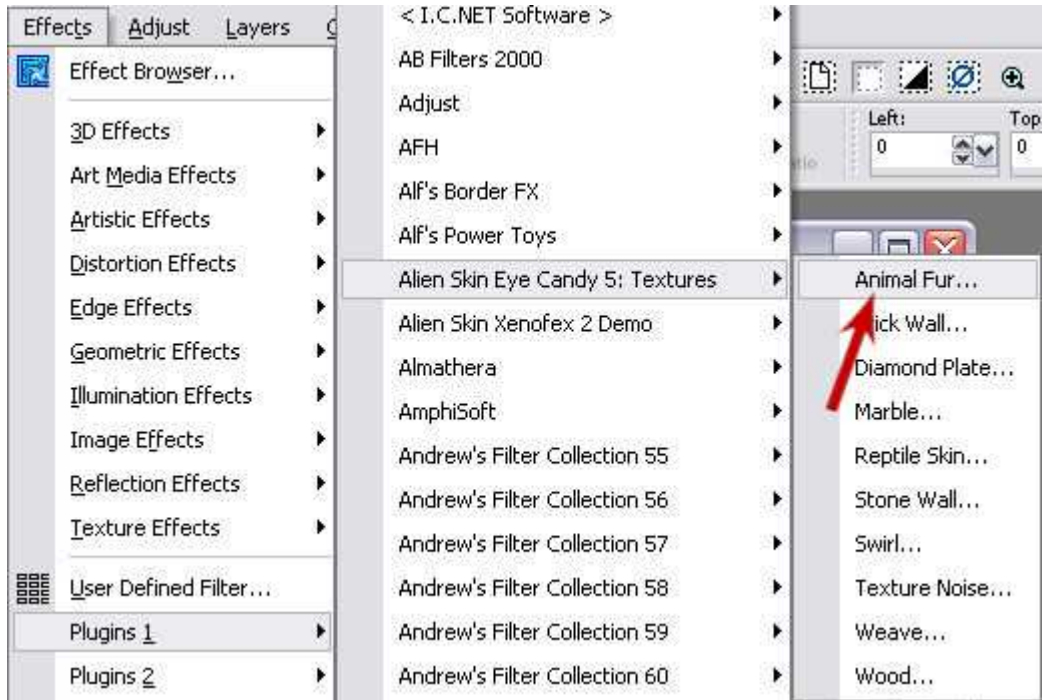 Effects Adjust Layers
Effect Browser...
3D Effects
Art Media Effects
Artistic Effects
Distortion Effects
Edge Effects
Geometric Effects
Illumination Effects
Image Effects
Reflection Effects
Texture Effects
User Defined Filter...
Plugins 1
Plugins 2
< I.C.NET Software >
AB Filters 2000
Adjust
AFH
Alf's Border FX
Alf's Power Toys
Alien Skin Eye Candy 5: Textures
Alien Skin Xenofex 2 Demo
Almathera
AmphiSoft
Andrew's Filter Collection 55
Andrew's Filter Collection 56
Andrew's Filter Collection 57
Andrew's Filter Collection 58
Andrew's Filter Collection 59
Andrew's Filter Collection 60
Left: Top
0 0
Animal Fur...
ick Wall...
Diamond Plate...
Marble...
Reptile Skin...
Stone Wall...
Swirl...
Texture Noise...
Weave...
Wood...